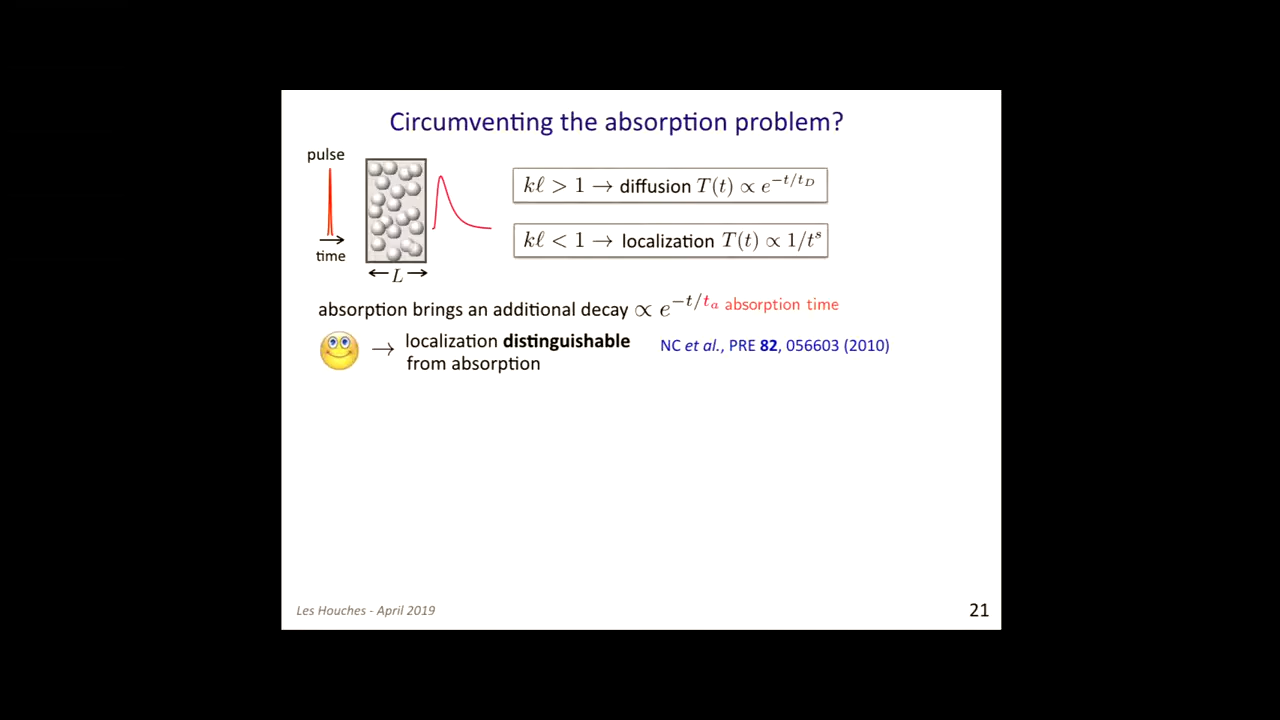 Circumventing the absorption problem?
pulse
time
L
kℓ > 1 → diffusion T(t) ∝ e^{−t/t_D}
kℓ < 1 → localization T(t) ∝ 1/t^s
absorption brings an additional decay ∝ e^{−t/t_a} absorption time
→ localization distinguishable
from absorption
NC et al., PRE 82, 056603 (2010)
Les Houches - April 2019
21